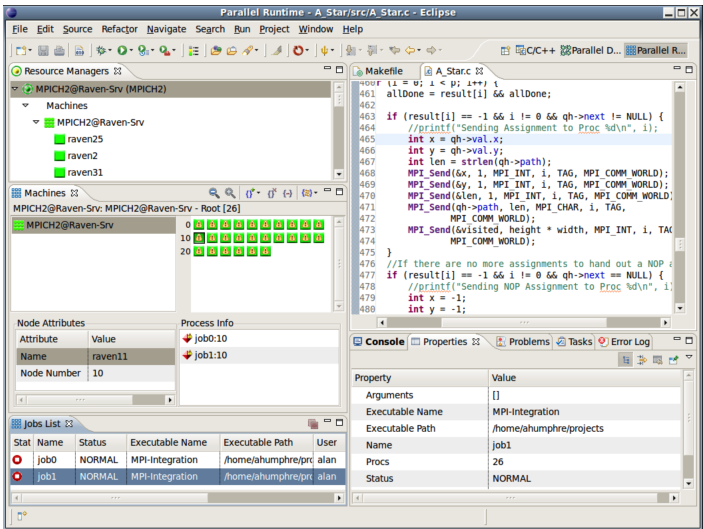 Parallel Runtime - A_Star/src/A_Star.c - Eclipse
File Edit Source Refactor Navigate Search Run Project Window Help
C/C++ Parallel D... Parallel R...
Resource Managers
MPICH2@Raven-Srv (MPICH2)
Machines
MPICH2@Raven-Srv
raven25
raven2
raven31
Machines
MPICH2@Raven-Srv: MPICH2@Raven-Srv - Root [26]
MPICH2@Raven-Srv
0
10
20
Node Attributes
Attribute Value
Name raven11
Node Number 10
Process Info
job0:10
job1:10
Jobs List
Stat Name Status Executable Name Executable Path User
job0 NORMAL MPI-Integration /home/ahumphre/pro alan
job1 NORMAL MPI-Integration /home/ahumphre/pro alan
Makefile A_Star.c
460 r (i = 0; i < p; i++) {
461 allDone = result[i] && allDone;
462
463 if (result[i] == -1 && i != 0 && qh->next != NULL) {
464 //printf("Sending Assignment to Proc %d\n", i);
465 int x = qh->val.x;
466 int y = qh->val.y;
467 int len = strlen(qh->path);
468 MPI_Send(&x, 1, MPI_INT, i, TAG, MPI_COMM_WORLD);
469 MPI_Send(&y, 1, MPI_INT, i, TAG, MPI_COMM_WORLD);
470 MPI_Send(&len, 1, MPI_INT, i, TAG, MPI_COMM_WORLD)
471 MPI_Send(qh->path, len, MPI_CHAR, i, TAG,
472 MPI_COMM_WORLD);
473 MPI_Send(&visited, height * width, MPI_INT, i, TAG
474 MPI_COMM_WORLD);
475 }
476 //If there are no more assignments to hand out a NOP a
477 if (result[i] == -1 && i != 0 && qh->next == NULL) {
478 //printf("Sending NOP Assignment to Proc %d\n", i)
479 int x = -1;
480 int y = -1;
Console Properties Problems Tasks Error Log
Property Value
Arguments []
Executable Name MPI-Integration
Executable Path /home/ahumphre/projects
Name job1
Procs 26
Status NORMAL